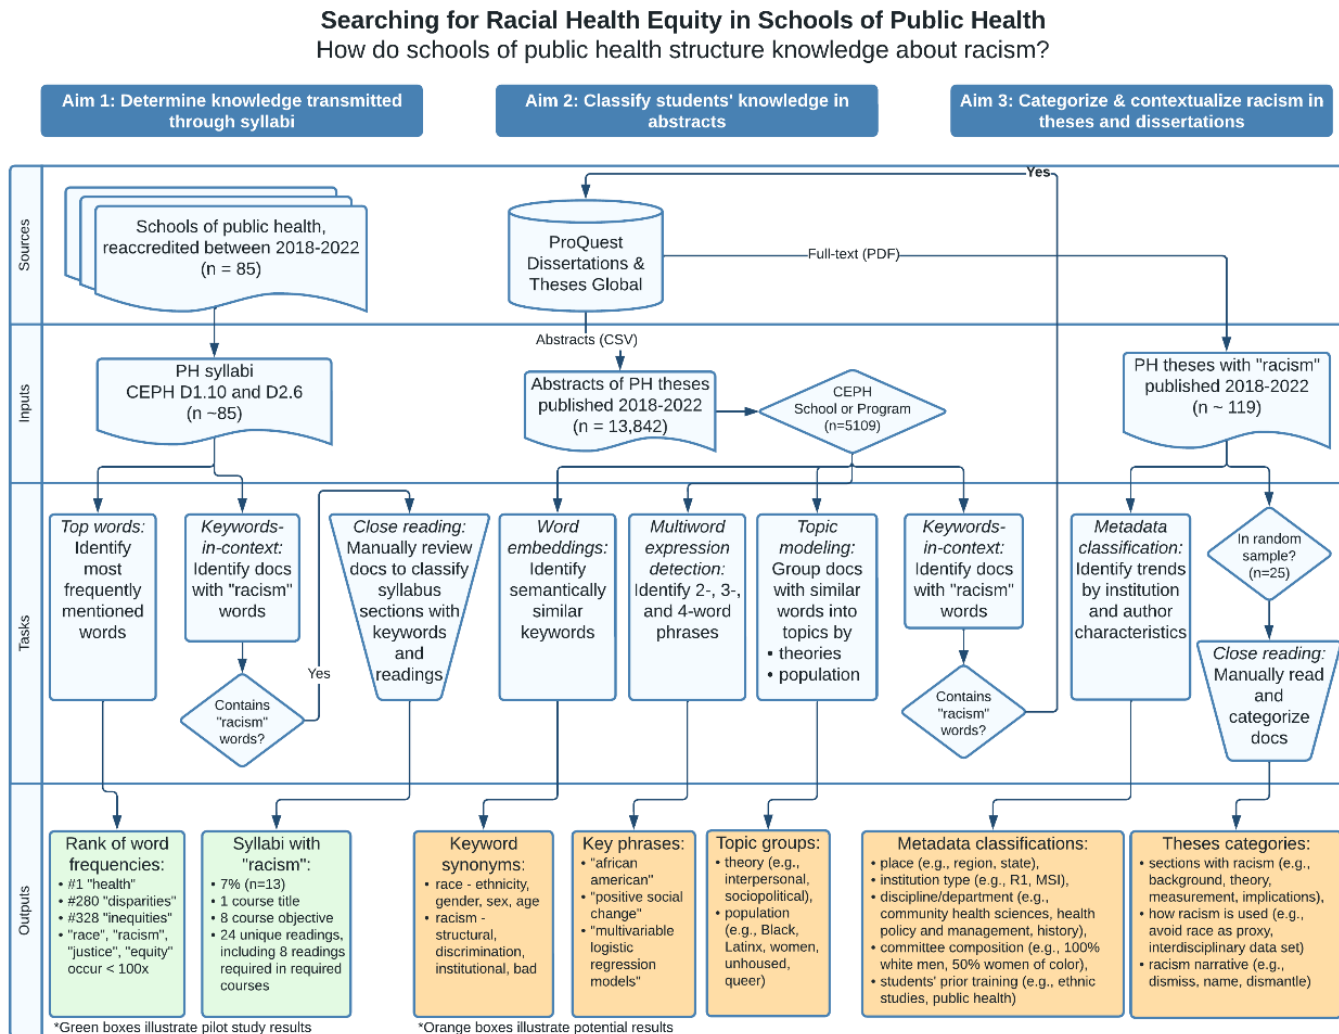 Searching for Racial Health Equity in Schools of Public Health
How do schools of public health structure knowledge about racism?
Aim 1: Determine knowledge transmitted
through syllabi
Aim 2: Classify students' knowledge in
abstracts
Aim 3: Categorize & contextualize racism in
theses and dissertations
Sources
Schools of public health,
reaccredited between 2018-2022
(n = 85)
ProQuest
Dissertations &
Theses Global
Yes
Full-text (PDF)
Abstracts (CSV)
Inputs
PH syllabi
CEPH D1.10 and D2.6
(n ~85)
Abstracts of PH theses
published 2018-2022
(n = 13,842)
CEPH
School or Program
(n=5109)
PH theses with "racism"
published 2018-2022
(n ~ 119)
Tasks
Top words:
Identify
most
frequently
mentioned
words
Keywords-
in-context:
Identify docs
with "racism"
words
Contains
"racism"
words?
Yes
Close reading:
Manually review
docs to classify
syllabus
sections with
keywords
and
readings
Word
embeddings:
Identify
semantically
similar
keywords
Multiword
expression
detection:
Identify 2-, 3-,
and 4-word
phrases
Topic
modeling:
Group docs
with similar
words into
topics by
• theories
• population
Keywords-
in-context:
Identify docs
with "racism"
words
Contains
"racism"
words?
Metadata
classification:
Identify trends
by institution
and author
characteristics
In random
sample?
(n=25)
Close reading:
Manually read
and
categorize
docs
Outputs
Rank of word
frequencies:
• #1 "health"
• #280 "disparities"
• #328 "inequities"
• "race", "racism",
"justice", "equity"
occur < 100x
Syllabi with
"racism":
• 7% (n=13)
• 1 course title
• 8 course objective
• 24 unique readings,
including 8 readings
required in required
courses
Keyword
synonyms:
• race - ethnicity,
gender, sex, age
• racism -
structural,
discrimination,
institutional, bad
Key phrases:
• "african
american"
• "positive social
change"
• "multivariable
logistic
regression
models"
Topic groups:
• theory (e.g.,
interpersonal,
sociopolitical),
• population
(e.g., Black,
Latinx, women,
unhoused,
queer)
Metadata classifications:
• place (e.g., region, state),
• institution type (e.g., R1, MSI),
• discipline/department (e.g.,
community health sciences, health
policy and management, history),
• committee composition (e.g., 100%
white men, 50% women of color),
• students' prior training (e.g., ethnic
studies, public health)
Theses categories:
• sections with racism (e.g.,
background, theory,
measurement, implications),
• how racism is used (e.g.,
avoid race as proxy,
interdisciplinary data set)
• racism narrative (e.g.,
dismiss, name, dismantle)
*Green boxes illustrate pilot study results
*Orange boxes illustrate potential results